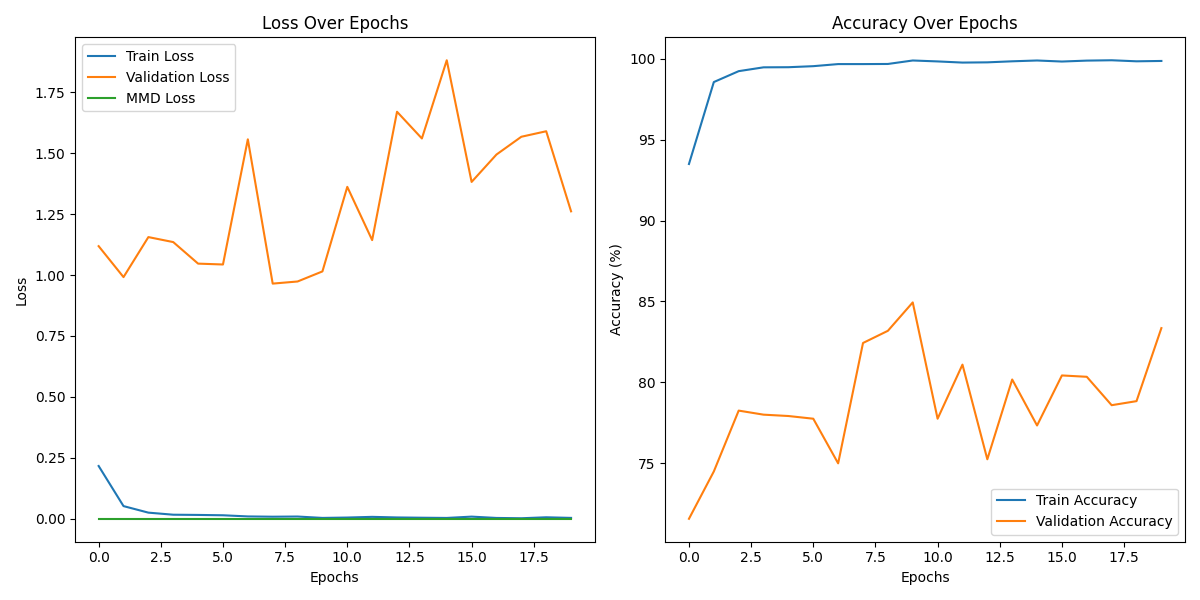 Loss Over Epochs
Train Loss
Validation Loss
MMD Loss
1.75
1.50
1.25
1.00
0.75
0.50
0.25
0.00
Loss
0.0 2.5 5.0 7.5 10.0 12.5 15.0 17.5
Epochs
Accuracy Over Epochs
100
95
90
85
80
75
Accuracy (%)
Train Accuracy
Validation Accuracy
0.0 2.5 5.0 7.5 10.0 12.5 15.0 17.5
Epochs